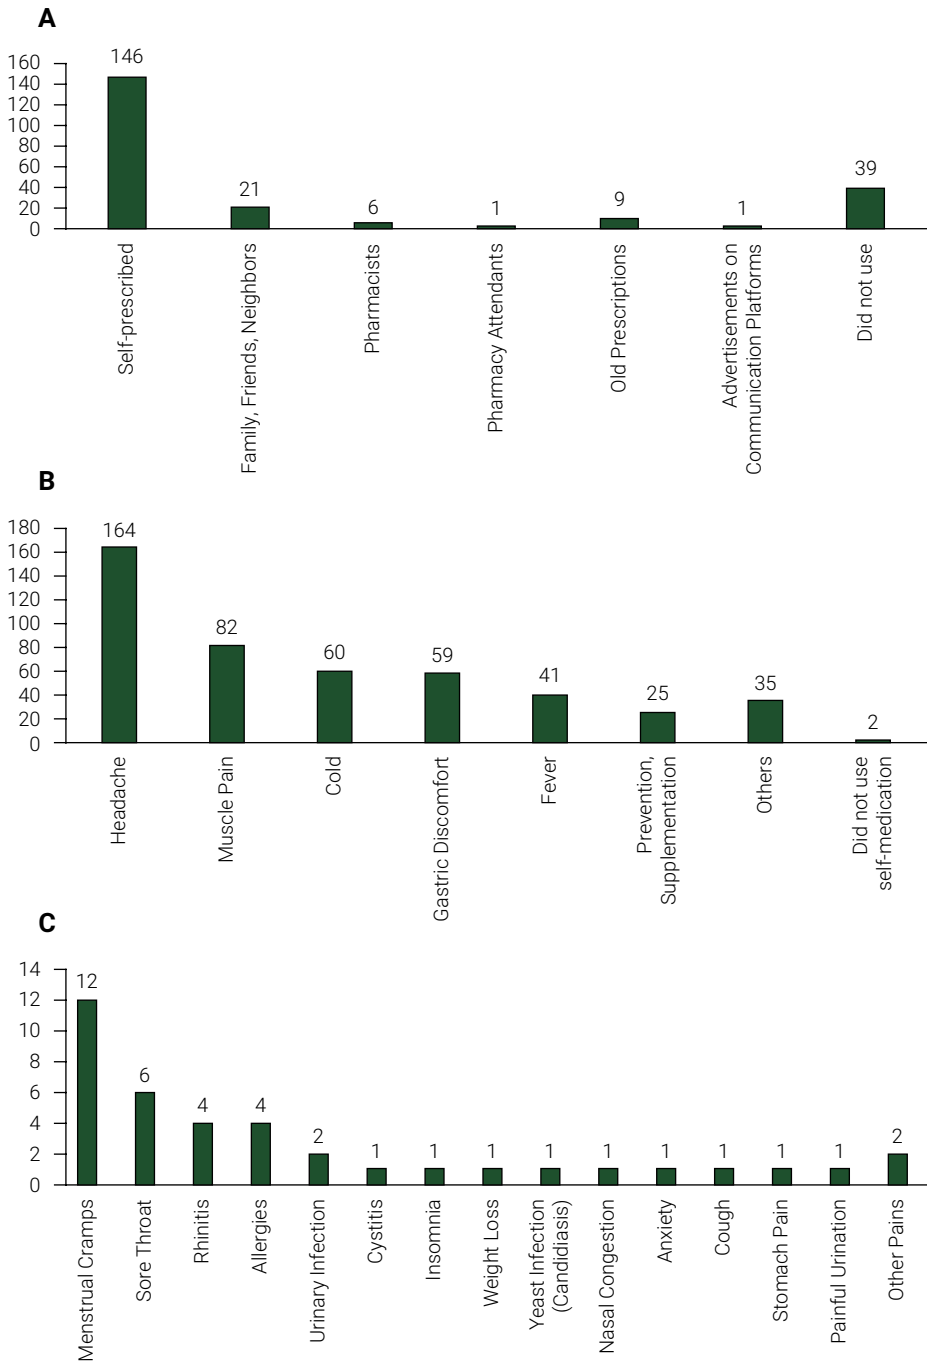 A
160
140
120
100
80
60
40
20
0
146
21
6
1
9
1
39
Self-prescribed
Family, Friends, Neighbors
Pharmacists
Pharmacy Attendants
Old Prescriptions
Advertisements on
Communication Platforms
Did not use
B
180
160
140
120
100
80
60
40
20
0
164
82
60
59
41
25
35
2
Headache
Muscle Pain
Cold
Gastric Discomfort
Fever
Prevention,
Supplementation
Others
Did not use
self-medication
C
14
12
10
8
6
4
2
0
12
6
4
4
2
1
1
1
1
1
1
1
1
1
2
Menstrual Cramps
Sore Throat
Rhinitis
Allergies
Urinary Infection
Cystitis
Insomnia
Weight Loss
Yeast Infection
(Candidiasis)
Nasal Congestion
Anxiety
Cough
Stomach Pain
Painful Urination
Other Pains